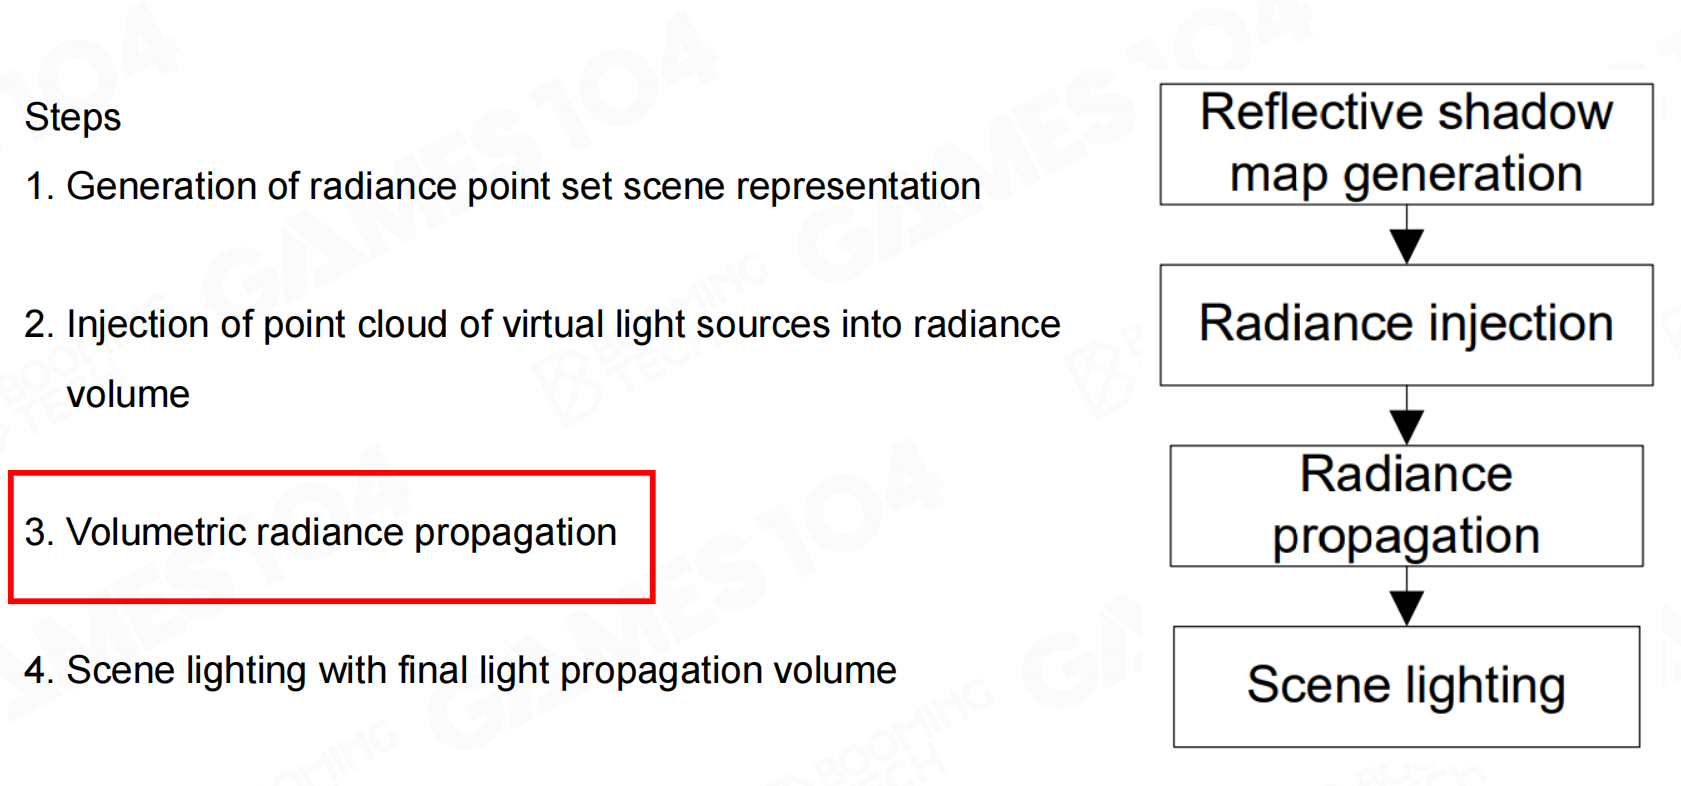 Steps
1. Generation of radiance point set scene representation
2. Injection of point cloud of virtual light sources into radiance
volume
3. Volumetric radiance propagation
4. Scene lighting with final light propagation volume
Reflective shadow
map generation
Radiance injection
Radiance
propagation
Scene lighting
GAMES104
BOOMING
TECH